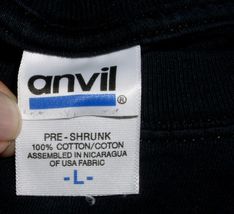 anvil
®
PRE-SHRUNK
100% COTTON/COTON
ASSEMBLED IN NICARAGUA
OF USA FABRIC
-L-